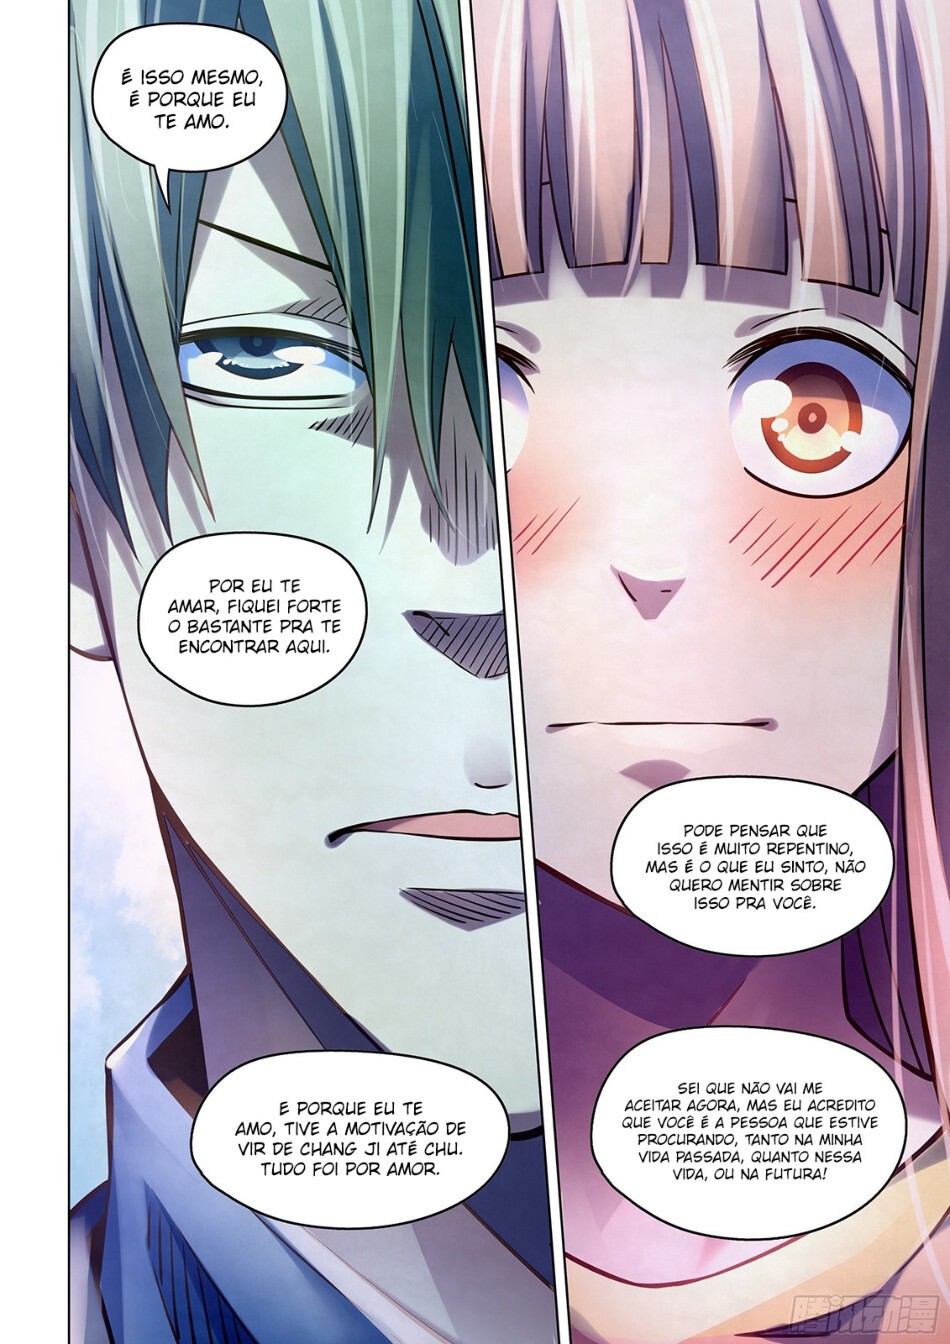 É ISSO MESMO,
É PORQUE EU
TE AMO.
POR EU TE
AMAR, FIQUEI FORTE
O BASTANTE PRA TE
ENCONTRAR AQUI.
PODE PENSAR QUE
ISSO É MUITO REPENTINO,
MAS É O QUE EU SINTO, NÃO
QUERO MENTIR SOBRE
ISSO PRA VOCÊ.
E PORQUE EU TE
AMO, TIVE A MOTIVAÇÃO DE
VIR DE CHANG JI ATÉ CHU.
TUDO FOI POR AMOR.
SEI QUE NÃO VAI ME
ACEITAR AGORA, MAS EU ACREDITO
QUE VOCÊ É A PESSOA QUE ESTIVE
PROCURANDO, TANTO NA MINHA
VIDA PASSADA, QUANTO NESSA
VIDA, OU NA FUTURA!
腾讯动漫